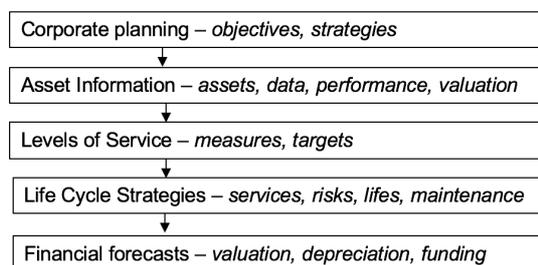 Corporate planning – objectives, strategies
Asset Information – assets, data, performance, valuation
Levels of Service – measures, targets
Life Cycle Strategies – services, risks, lifes, maintenance
Financial forecasts – valuation, depreciation, funding